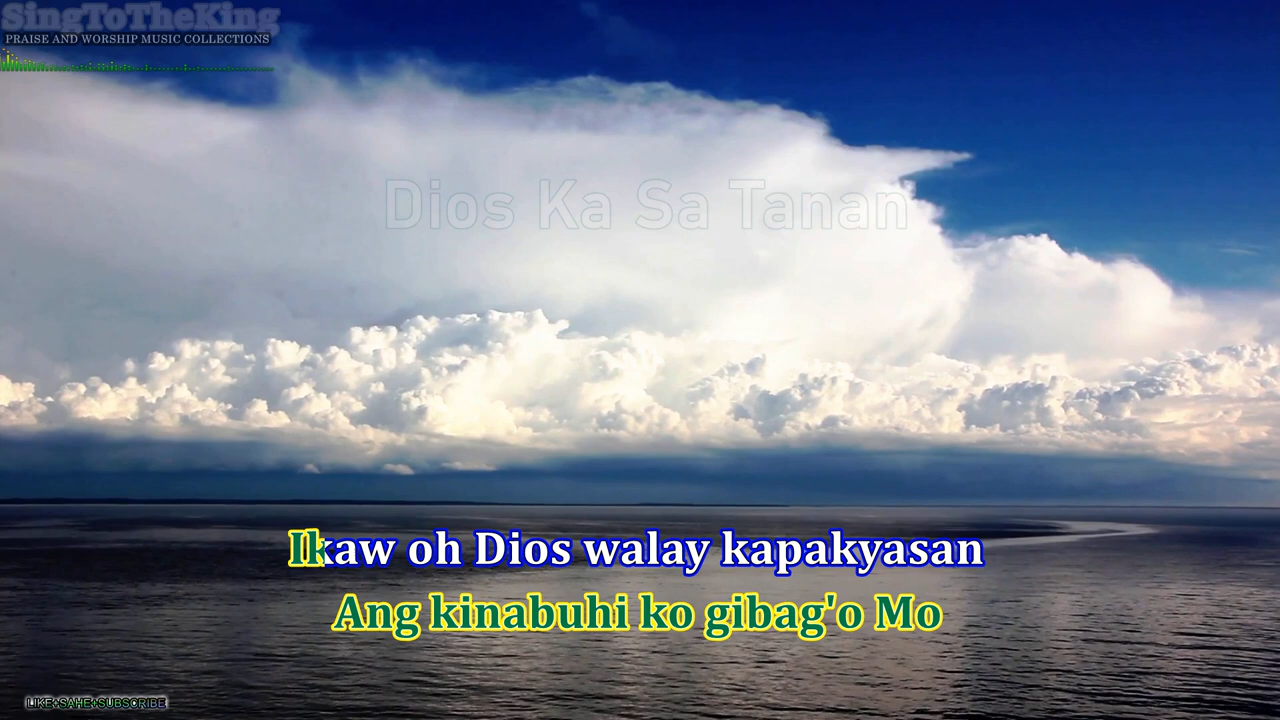 SingToTheKing
PRAISE AND WORSHIP MUSIC COLLECTIONS
Dios Ka Sa Tanan
Ikaw oh Dios walay kapakyasan
Ang kinabuhi ko gibag'o Mo
LIKE+SAHE+SUBSCRIBE